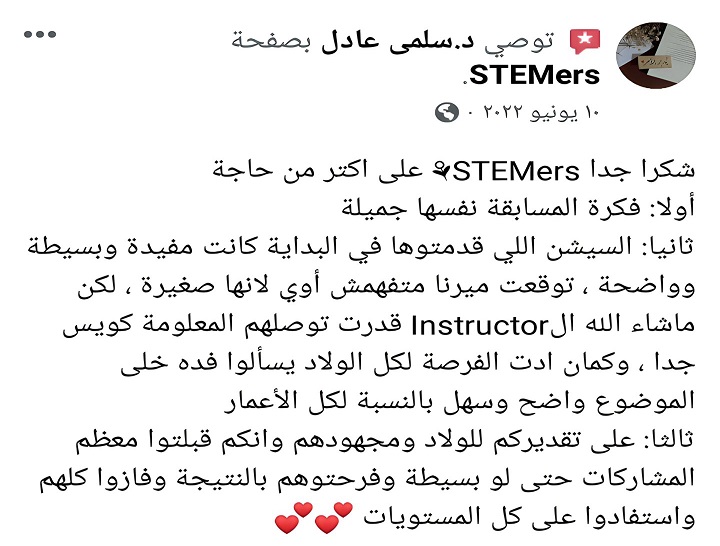 توصي د.سلمى عادل بصفحة
STEMers.
١٠ يونيو ٢٠٢٢ ·
شكرا جدا STEMers على اكتر من حاجة
أولا: فكرة المسابقة نفسها جميلة
ثانيا: السيشن اللي قدمتوها في البداية كانت مفيدة وبسيطة
وواضحة ، توقعت ميرنا متفهمش أوي لانها صغيرة ، لكن
ماشاء الله الInstructor قدرت توصلهم المعلومة كويس
جدا ، وكمان ادت الفرصة لكل الولاد يسألوا فده خلى
الموضوع واضح وسهل بالنسبة لكل الأعمار
ثالثا: على تقديركم للولاد ومجهودهم وانكم قبلتوا معظم
المشاركات حتى لو بسيطة وفرحتوهم بالنتيجة وفازوا كلهم
واستفادوا على كل المستويات 💕💕